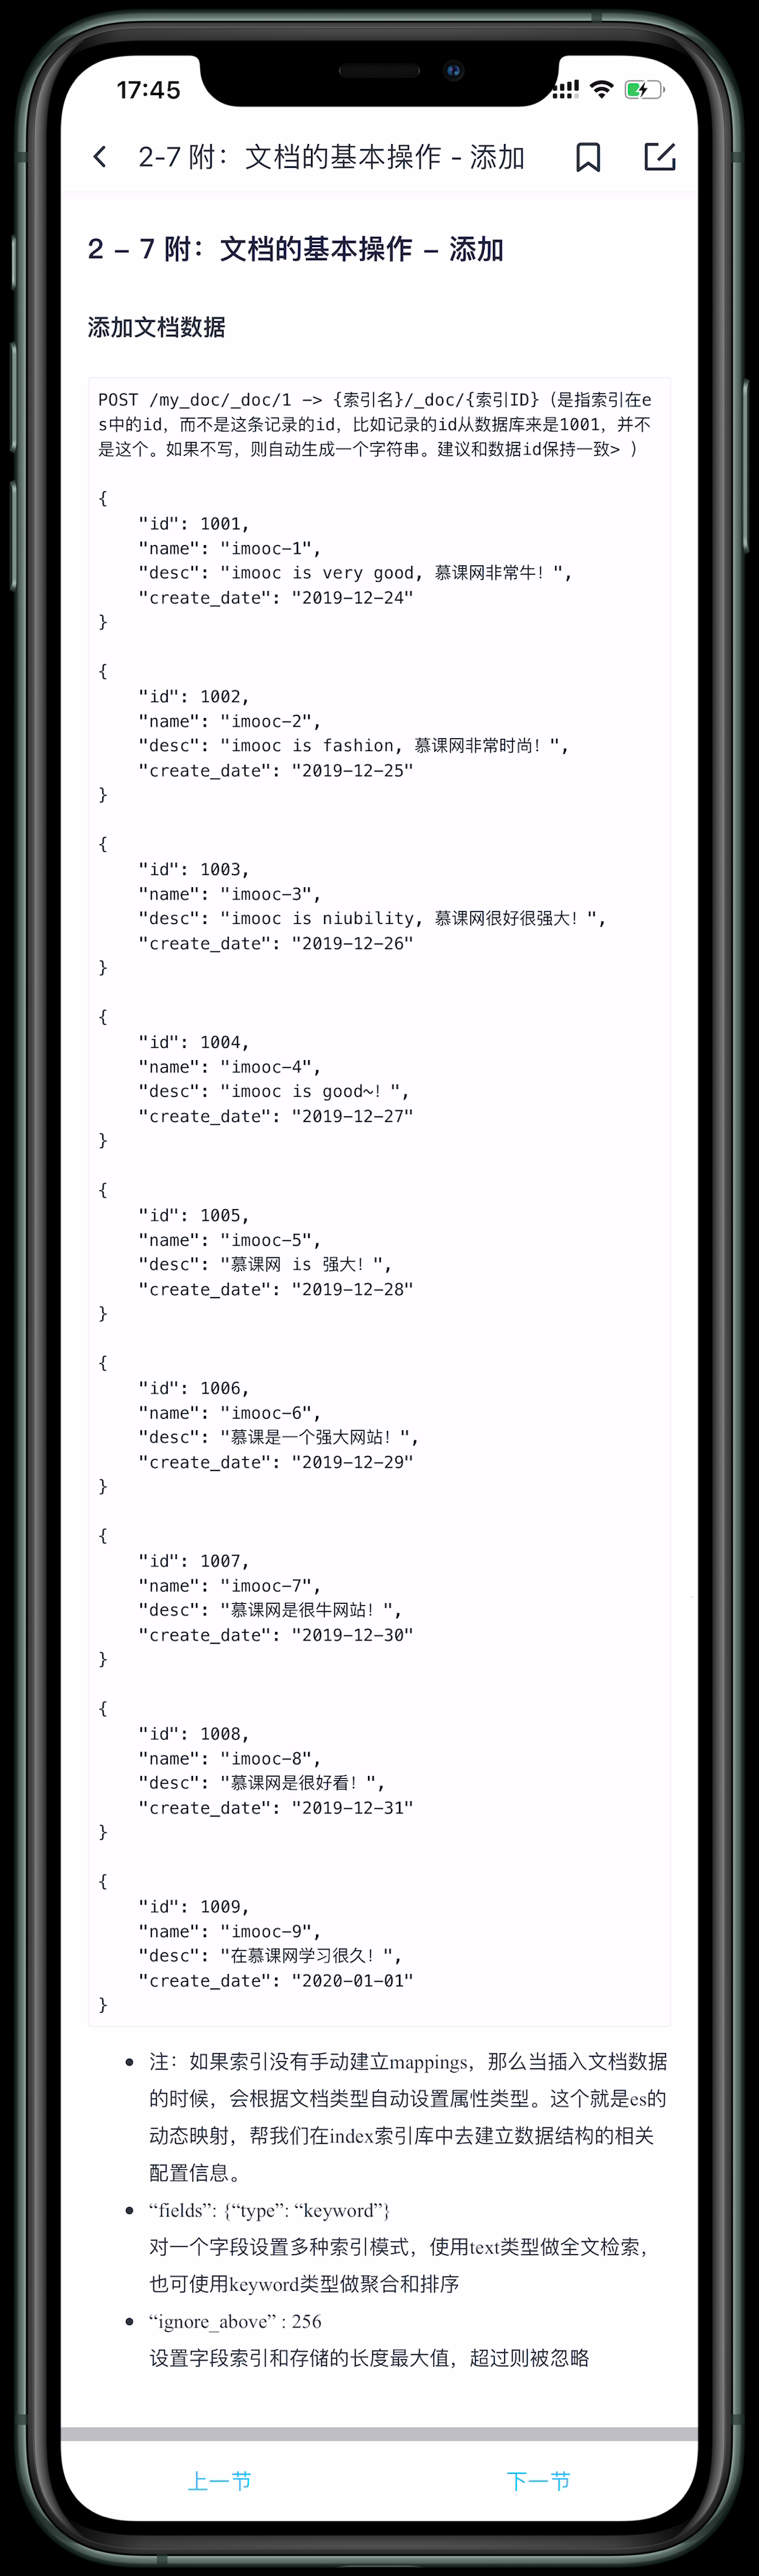 17:45
2-7 附：文档的基本操作 - 添加
2 – 7 附：文档的基本操作 – 添加
添加文档数据
POST /my_doc/_doc/1 -> {索引名}/_doc/{索引ID}（是指索引在e
s中的id，而不是这条记录的id，比如记录的id从数据库来是1001，并不
是这个。如果不写，则自动生成一个字符串。建议和数据id保持一致> ）
{
"id": 1001,
"name": "imooc-1",
"desc": "imooc is very good, 慕课网非常牛！",
"create_date": "2019-12-24"
}
{
"id": 1002,
"name": "imooc-2",
"desc": "imooc is fashion, 慕课网非常时尚！",
"create_date": "2019-12-25"
}
{
"id": 1003,
"name": "imooc-3",
"desc": "imooc is niubility, 慕课网很好很强大！",
"create_date": "2019-12-26"
}
{
"id": 1004,
"name": "imooc-4",
"desc": "imooc is good~！",
"create_date": "2019-12-27"
}
{
"id": 1005,
"name": "imooc-5",
"desc": "慕课网 is 强大！",
"create_date": "2019-12-28"
}
{
"id": 1006,
"name": "imooc-6",
"desc": "慕课是一个强大网站！",
"create_date": "2019-12-29"
}
{
"id": 1007,
"name": "imooc-7",
"desc": "慕课网是很牛网站！",
"create_date": "2019-12-30"
}
{
"id": 1008,
"name": "imooc-8",
"desc": "慕课网是很好看！",
"create_date": "2019-12-31"
}
{
"id": 1009,
"name": "imooc-9",
"desc": "在慕课网学习很久！",
"create_date": "2020-01-01"
}
• 注：如果索引没有手动建立mappings，那么当插入文档数据
的时候，会根据文档类型自动设置属性类型。这个就是es的
动态映射，帮我们在index索引库中去建立数据结构的相关
配置信息。
• “fields”: {“type”: “keyword”}
对一个字段设置多种索引模式，使用text类型做全文检索，
也可使用keyword类型做聚合和排序
• “ignore_above” : 256
设置字段索引和存储的长度最大值，超过则被忽略
上一节
下一节